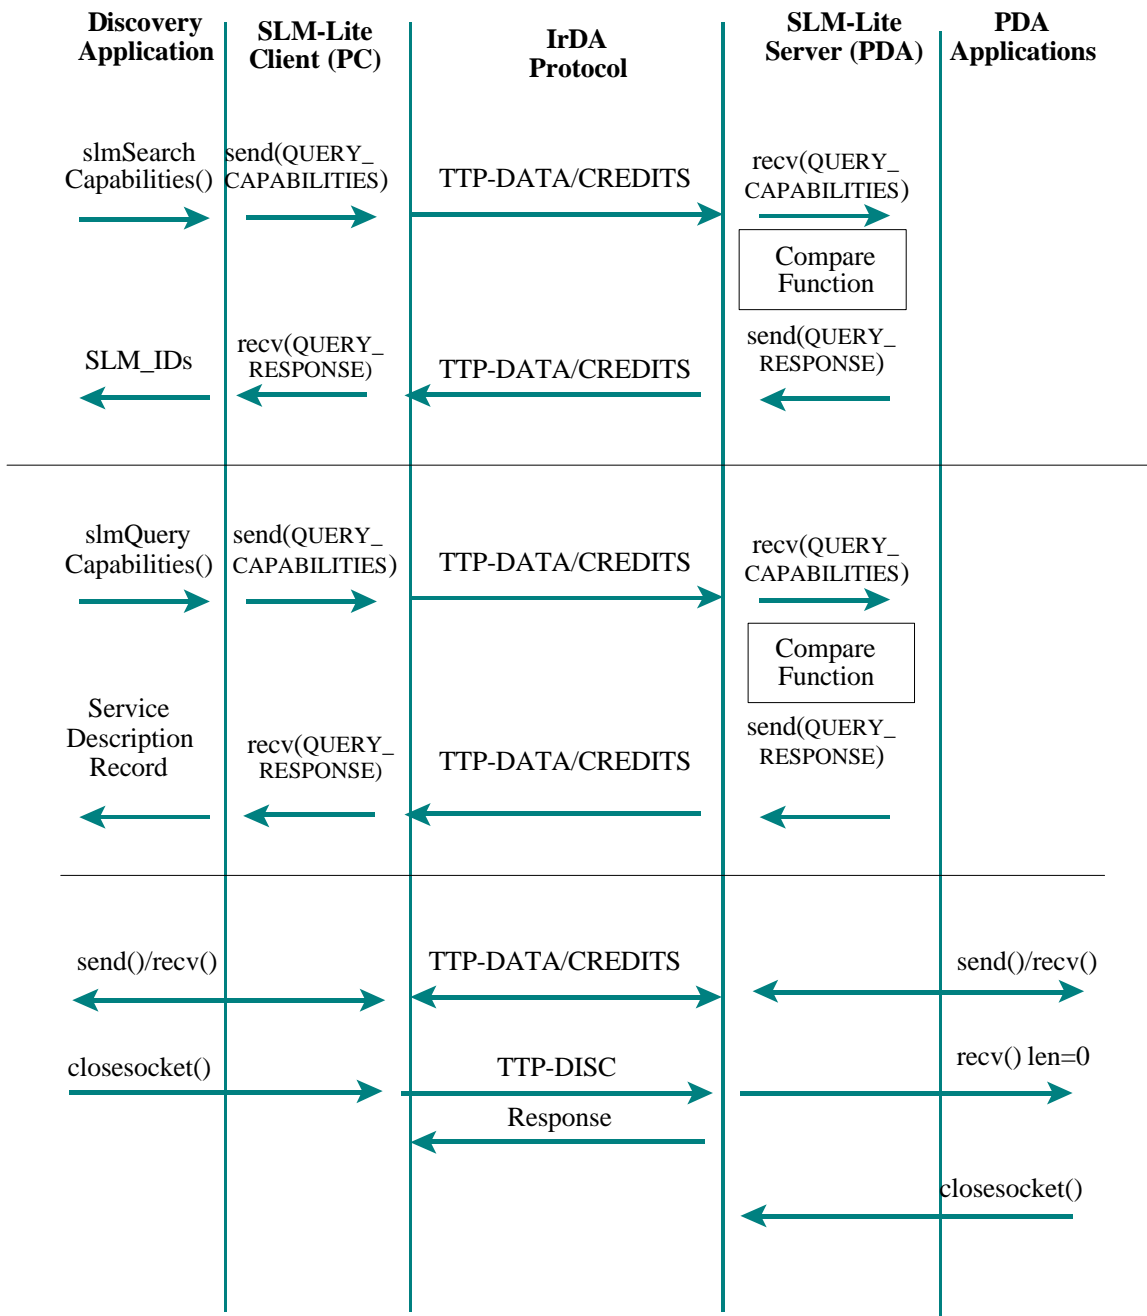 Discovery
Application
SLM-Lite
Client (PC)
IrDA
Protocol
SLM-Lite
Server (PDA)
PDA
Applications
slmSearch
Capabilities()
send(QUERY_
CAPABILITIES)
TTP-DATA/CREDITS
recv(QUERY_
CAPABILITIES)
Compare
Function
SLM_IDs
recv(QUERY_
RESPONSE)
TTP-DATA/CREDITS
send(QUERY_
RESPONSE)
slmQuery
Capabilities()
send(QUERY_
CAPABILITIES)
TTP-DATA/CREDITS
recv(QUERY_
CAPABILITIES)
Compare
Function
Service
Description
Record
recv(QUERY_
RESPONSE)
TTP-DATA/CREDITS
send(QUERY_
RESPONSE)
send()/recv()
TTP-DATA/CREDITS
send()/recv()
closesocket()
TTP-DISC
recv() len=0
Response
closesocket()